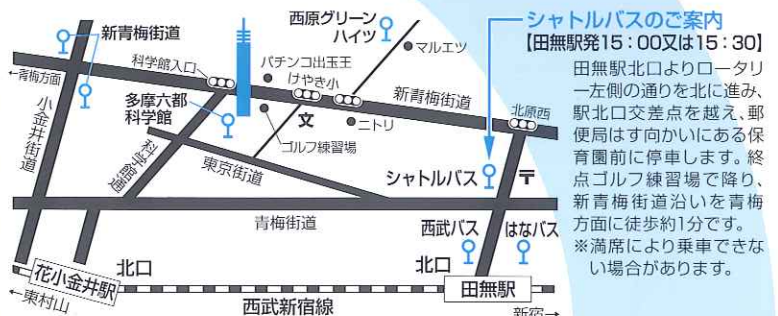 新青梅街道
西原グリーン
ハイツ
マルエツ
科学館入口
パチンコ出玉王
けやき小
←青梅方面
小金井街道
多摩六都
科学館
新青梅街道
北原西
文
ニトリ
ゴルフ練習場
科学館通
東京街道
シャトルバス
〒
青梅街道
西武バス
はなバス
北口
北口
花小金井駅
田無駅
←東村山
西武新宿線
新宿→
シャトルバスのご案内
【田無駅発15:00又は15:30】
田無駅北口よりロータリ
ー左側の通りを北に進み、
駅北口交差点を越え、郵
便局はす向かいにある保
育園前に停車します。終
点ゴルフ練習場で降り、
新青梅街道沿いを青梅
方面に徒歩約1分です。
※満席により乗車できな
い場合があります。